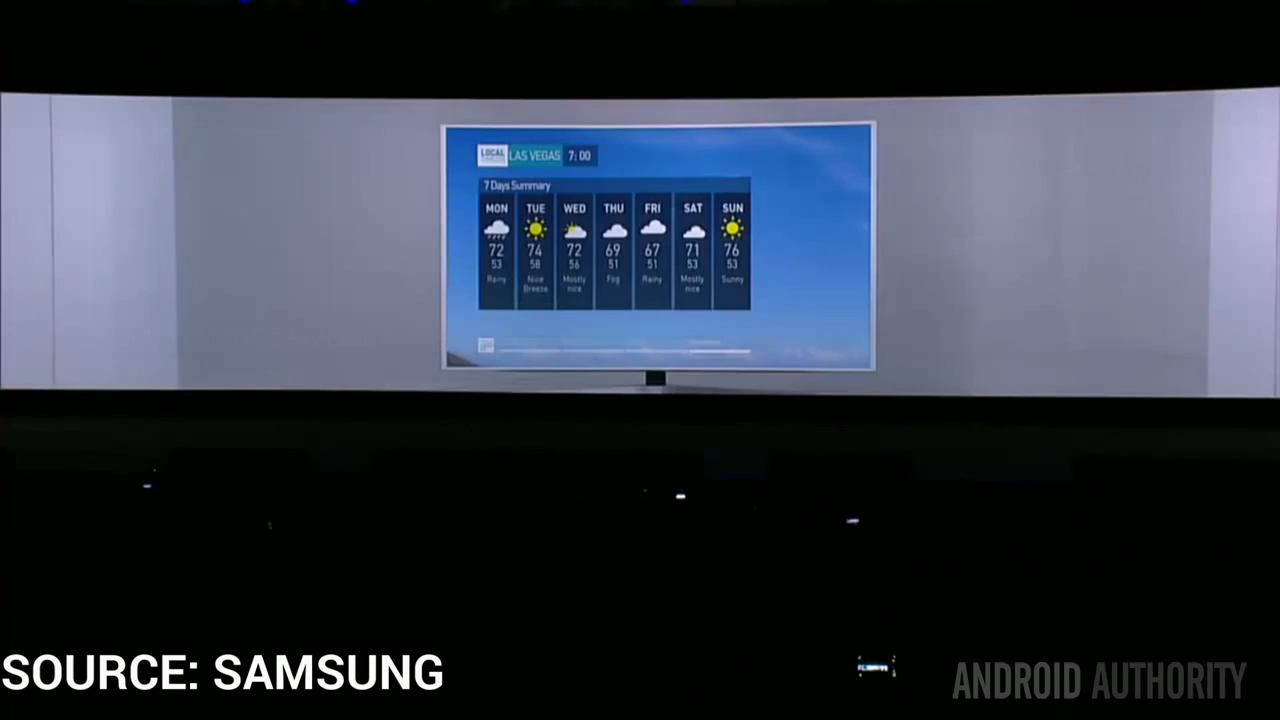 LOCAL
LAS VEGAS 7:00
7 Days Summary
MON TUE WED THU FRI SAT SUN
72 74 72 69 67 71 76
53 58 56 51 51 53 53
Rainy Nice Breeze Mostly nice Fog Rainy Mostly nice Sunny
SOURCE: SAMSUNG
ANDROID AUTHORITY